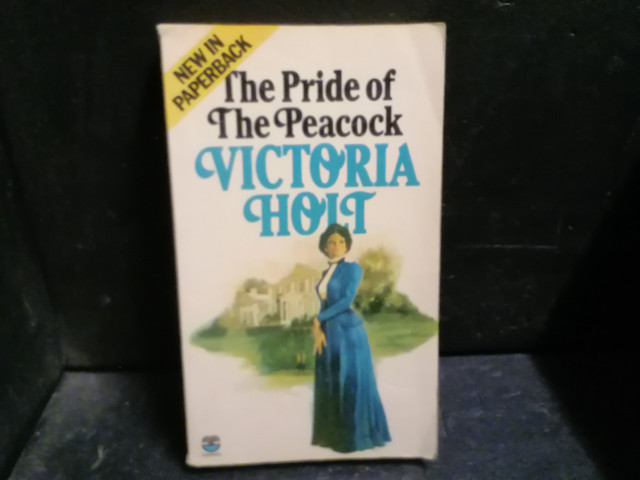 NEW IN
PAPERBACK
The Pride of
The Peacock
VICTORIA
HOLT